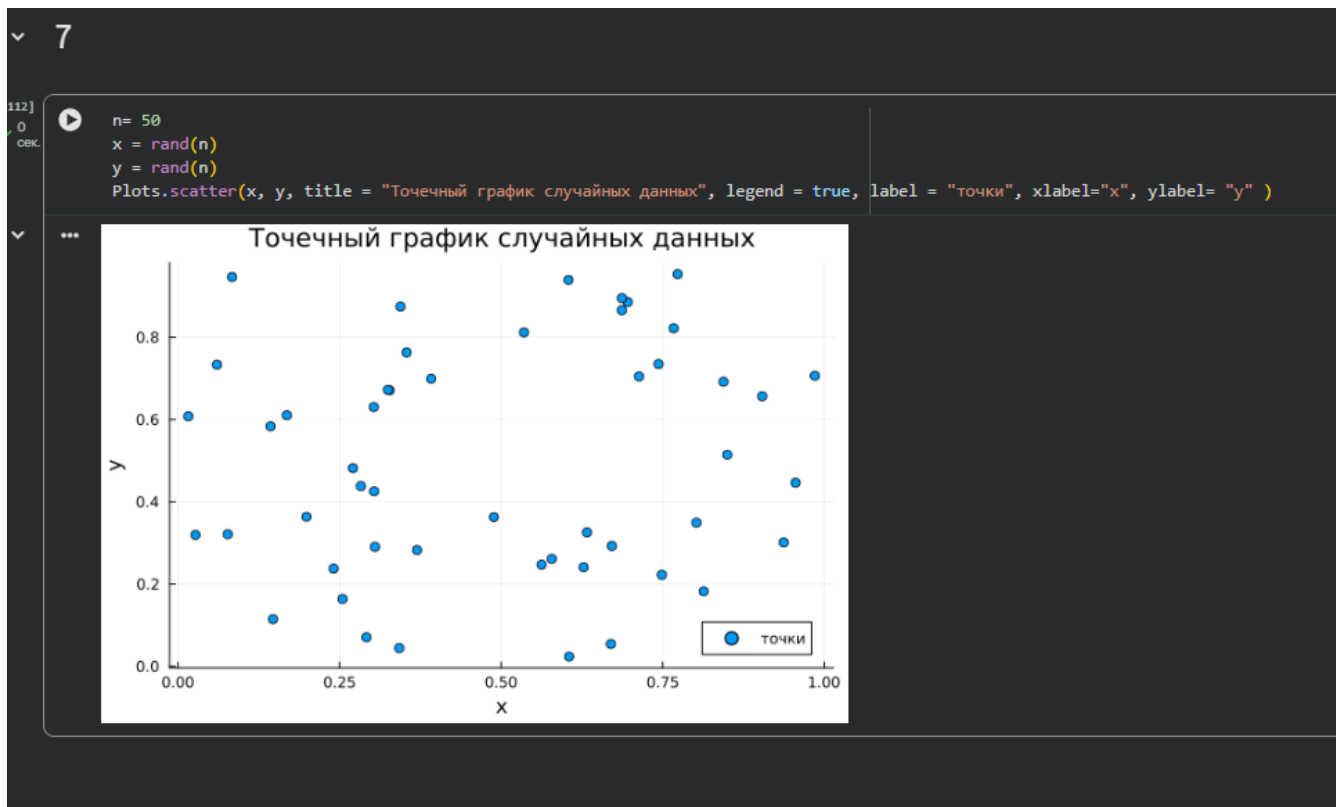 7
112]
0
сек.
n= 50
x = rand(n)
y = rand(n)
Plots.scatter(x, y, title = "Точечный график случайных данных", legend = true, label = "точки", xlabel="x", ylabel= "y" )
Точечный график случайных данных
0.8
0.6
y
0.4
0.2
точки
0.0
0.00 0.25 0.50 0.75 1.00
x